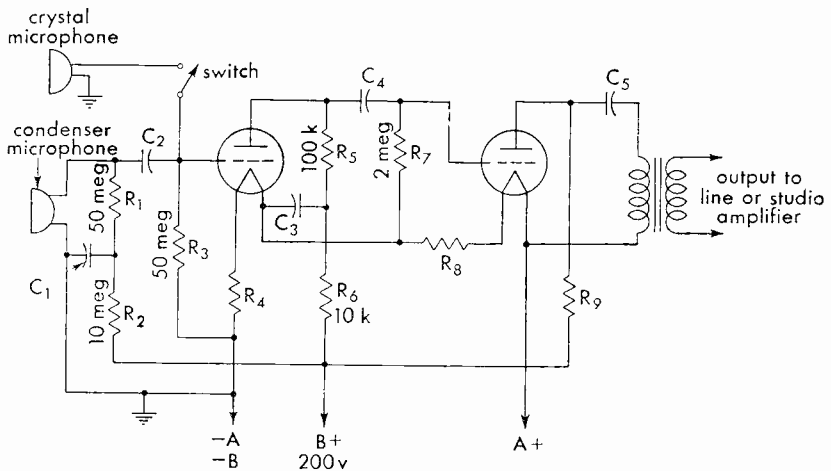 crystal
microphone
switch
condenser
microphone
C2
50 meg
R1
C1
10 meg
R2
50 meg
R3
R4
C3
100 k
R5
R6
10 k
C4
2 meg
R7
R8
C5
R9
output to
line or studio
amplifier
−A
−B
B+
200v
A+